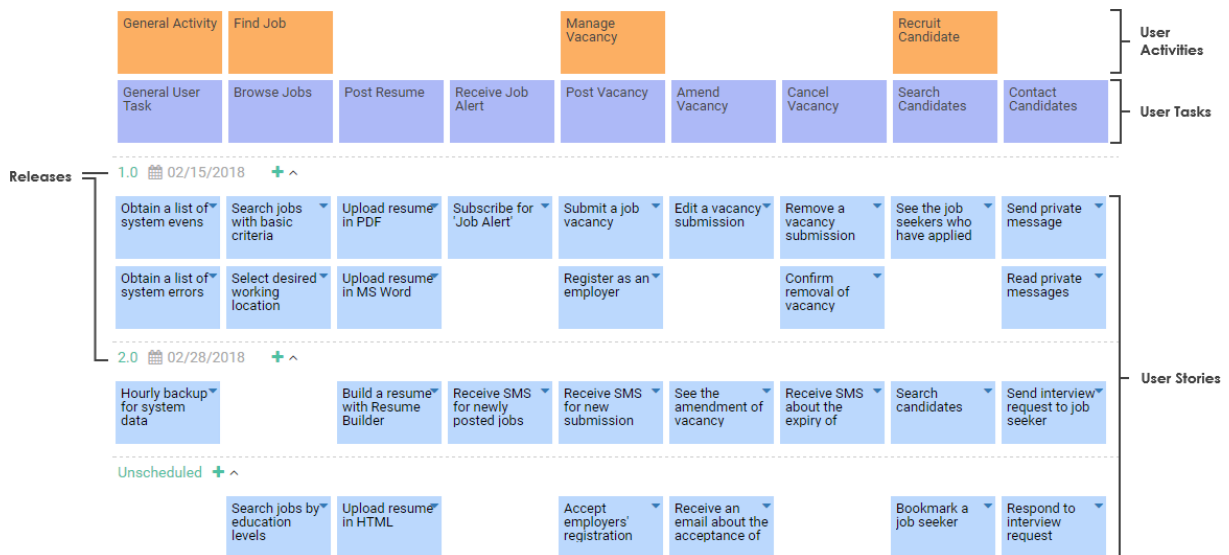 General Activity
Find Job
Manage
Vacancy
Recruit
Candidate
User
Activities
General User
Task
Browse Jobs
Post Resume
Receive Job
Alert
Post Vacancy
Amend
Vacancy
Cancel
Vacancy
Search
Candidates
Contact
Candidates
User Tasks
Releases
1.0 02/15/2018 +
Obtain a list of
system evens
Search jobs
with basic
criteria
Upload resume
in PDF
Subscribe for
'Job Alert'
Submit a job
vacancy
Edit a vacancy
submission
Remove a
vacancy
submission
See the job
seekers who
have applied
Send private
message
Obtain a list of
system errors
Select desired
working
location
Upload resume
in MS Word
Register as an
employer
Confirm
removal of
vacancy
Read private
messages
2.0 02/28/2018 +
User Stories
Hourly backup
for system
data
Build a resume
with Resume
Builder
Receive SMS
for newly
posted jobs
Receive SMS
for new
submission
See the
amendment of
vacancy
Receive SMS
about the
expiry of
Search
candidates
Send interview
request to job
seeker
Unscheduled +
Search jobs by
education
levels
Upload resume
in HTML
Accept
employers'
registration
Receive an
email about the
acceptance of
Bookmark a
job seeker
Respond to
interview
request